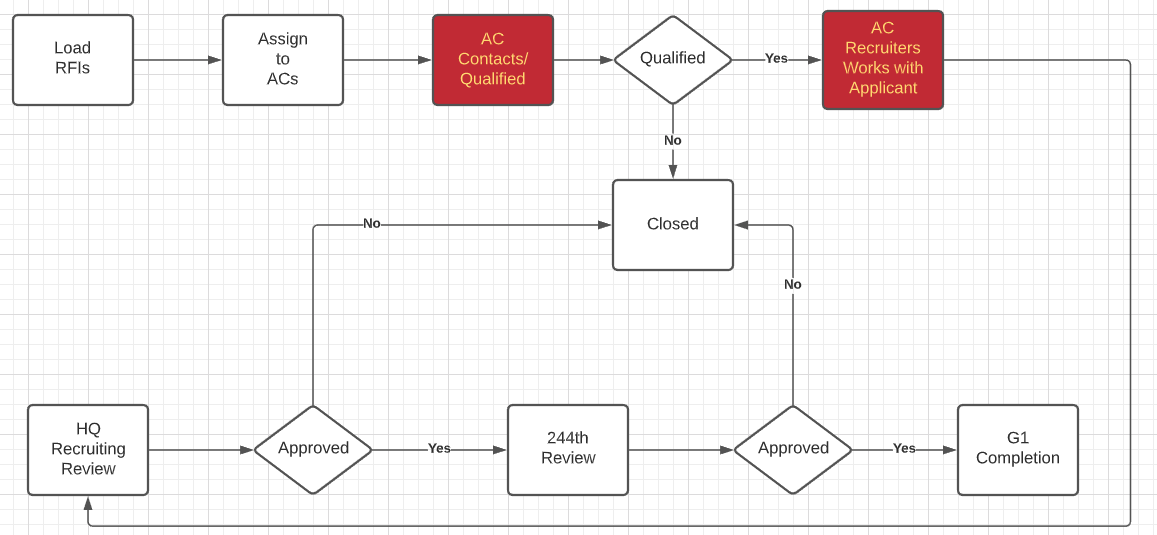 Load
RFIs
Assign
to
ACs
AC
Contacts/
Qualified
Qualified
Yes
AC
Recruiters
Works with
Applicant
No
Closed
No
No
HQ
Recruiting
Review
Approved
Yes
244th
Review
Approved
Yes
G1
Completion